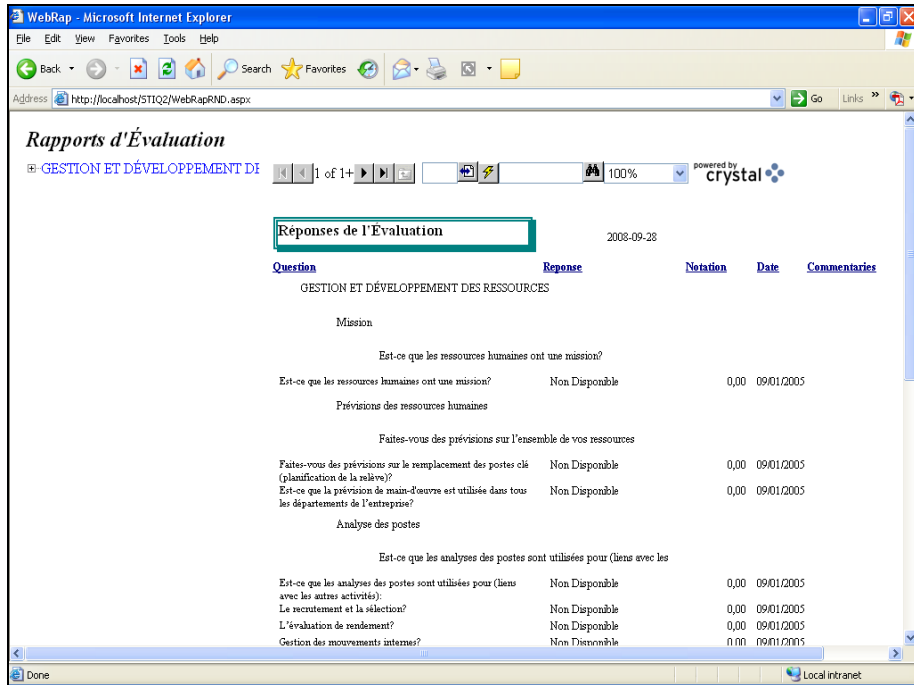 WebRap - Microsoft Internet Explorer
File Edit View Favorites Tools Help
Back Search Favorites
Address http://localhost/STIQ2/WebRapRND.aspx Go Links »
Rapports d'Évaluation
GESTION ET DÉVELOPPEMENT DE
1 of 1+ 100% powered by crystal
Réponses de l'Évaluation
2008-09-28
Question Reponse Notation Date Commentaries
GESTION ET DÉVELOPPEMENT DES RESSOURCES
Mission
Est-ce que les ressources humaines ont une mission?
Est-ce que les ressources humaines ont une mission? Non Disponible 0,00 09/01/2005
Prévisions des ressources humaines
Faites-vous des prévisions sur l'ensemble de vos ressources
Faites-vous des prévisions sur le remplacement des postes clé Non Disponible 0,00 09/01/2005
(planification de la relève)?
Est-ce que la prévision de main-d'œuvre est utilisée dans tous Non Disponible 0,00 09/01/2005
les départements de l'entreprise?
Analyse des postes
Est-ce que les analyses des postes sont utilisées pour (liens avec les
Est-ce que les analyses des postes sont utilisées pour (liens Non Disponible 0,00 09/01/2005
avec les autres activités):
Le recrutement et la sélection? Non Disponible 0,00 09/01/2005
L'évaluation de rendement? Non Disponible 0,00 09/01/2005
Gestion des mouvements internes? Non Disponible 0,00 09/01/2005
Done Local intranet